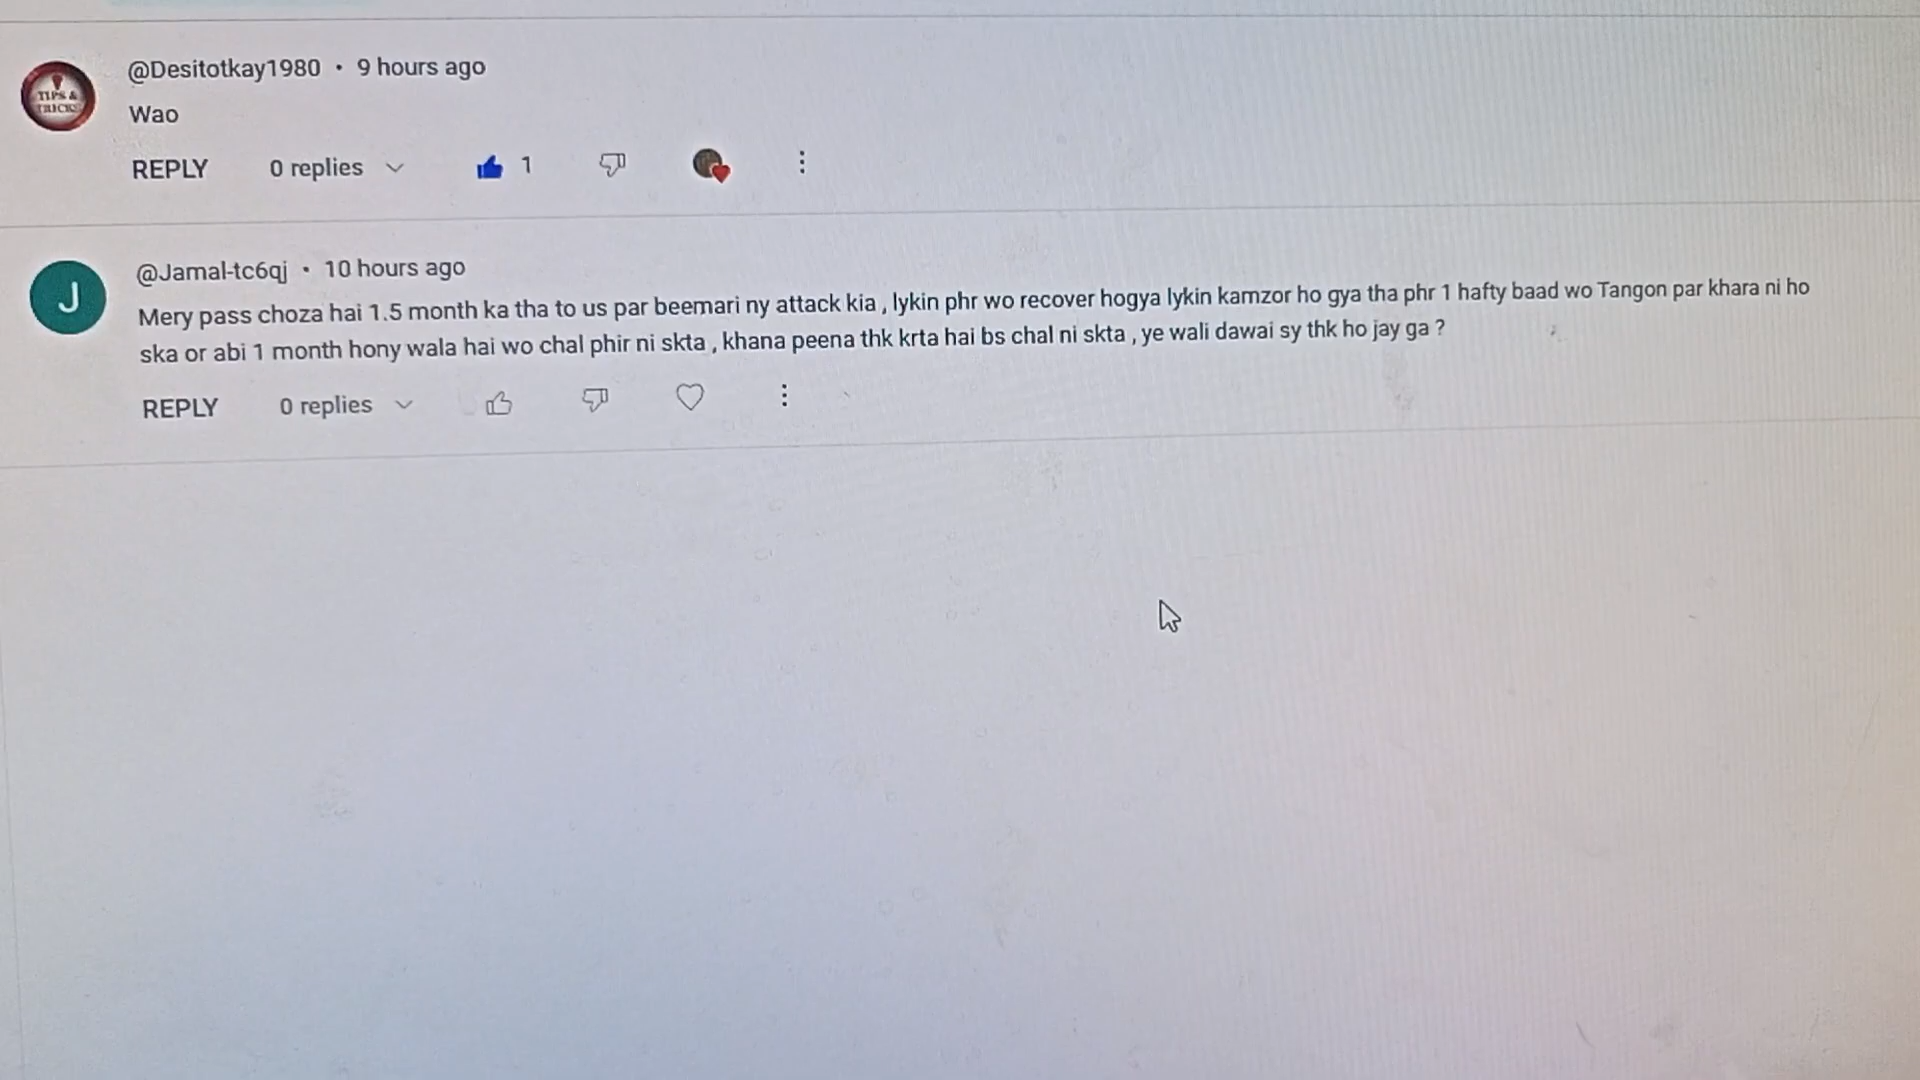 @Desitotkay1980 • 9 hours ago
TIPS &
TRICKS
Wao
REPLY 0 replies 1
J
@Jamal-tc6qj • 10 hours ago
Mery pass choza hai 1.5 month ka tha to us par beemari ny attack kia , lykin phr wo recover hogya lykin kamzor ho gya tha phr 1 hafty baad wo Tangon par khara ni ho
ska or abi 1 month hony wala hai wo chal phir ni skta , khana peena thk krta hai bs chal ni skta , ye wali dawai sy thk ho jay ga ?
REPLY 0 replies